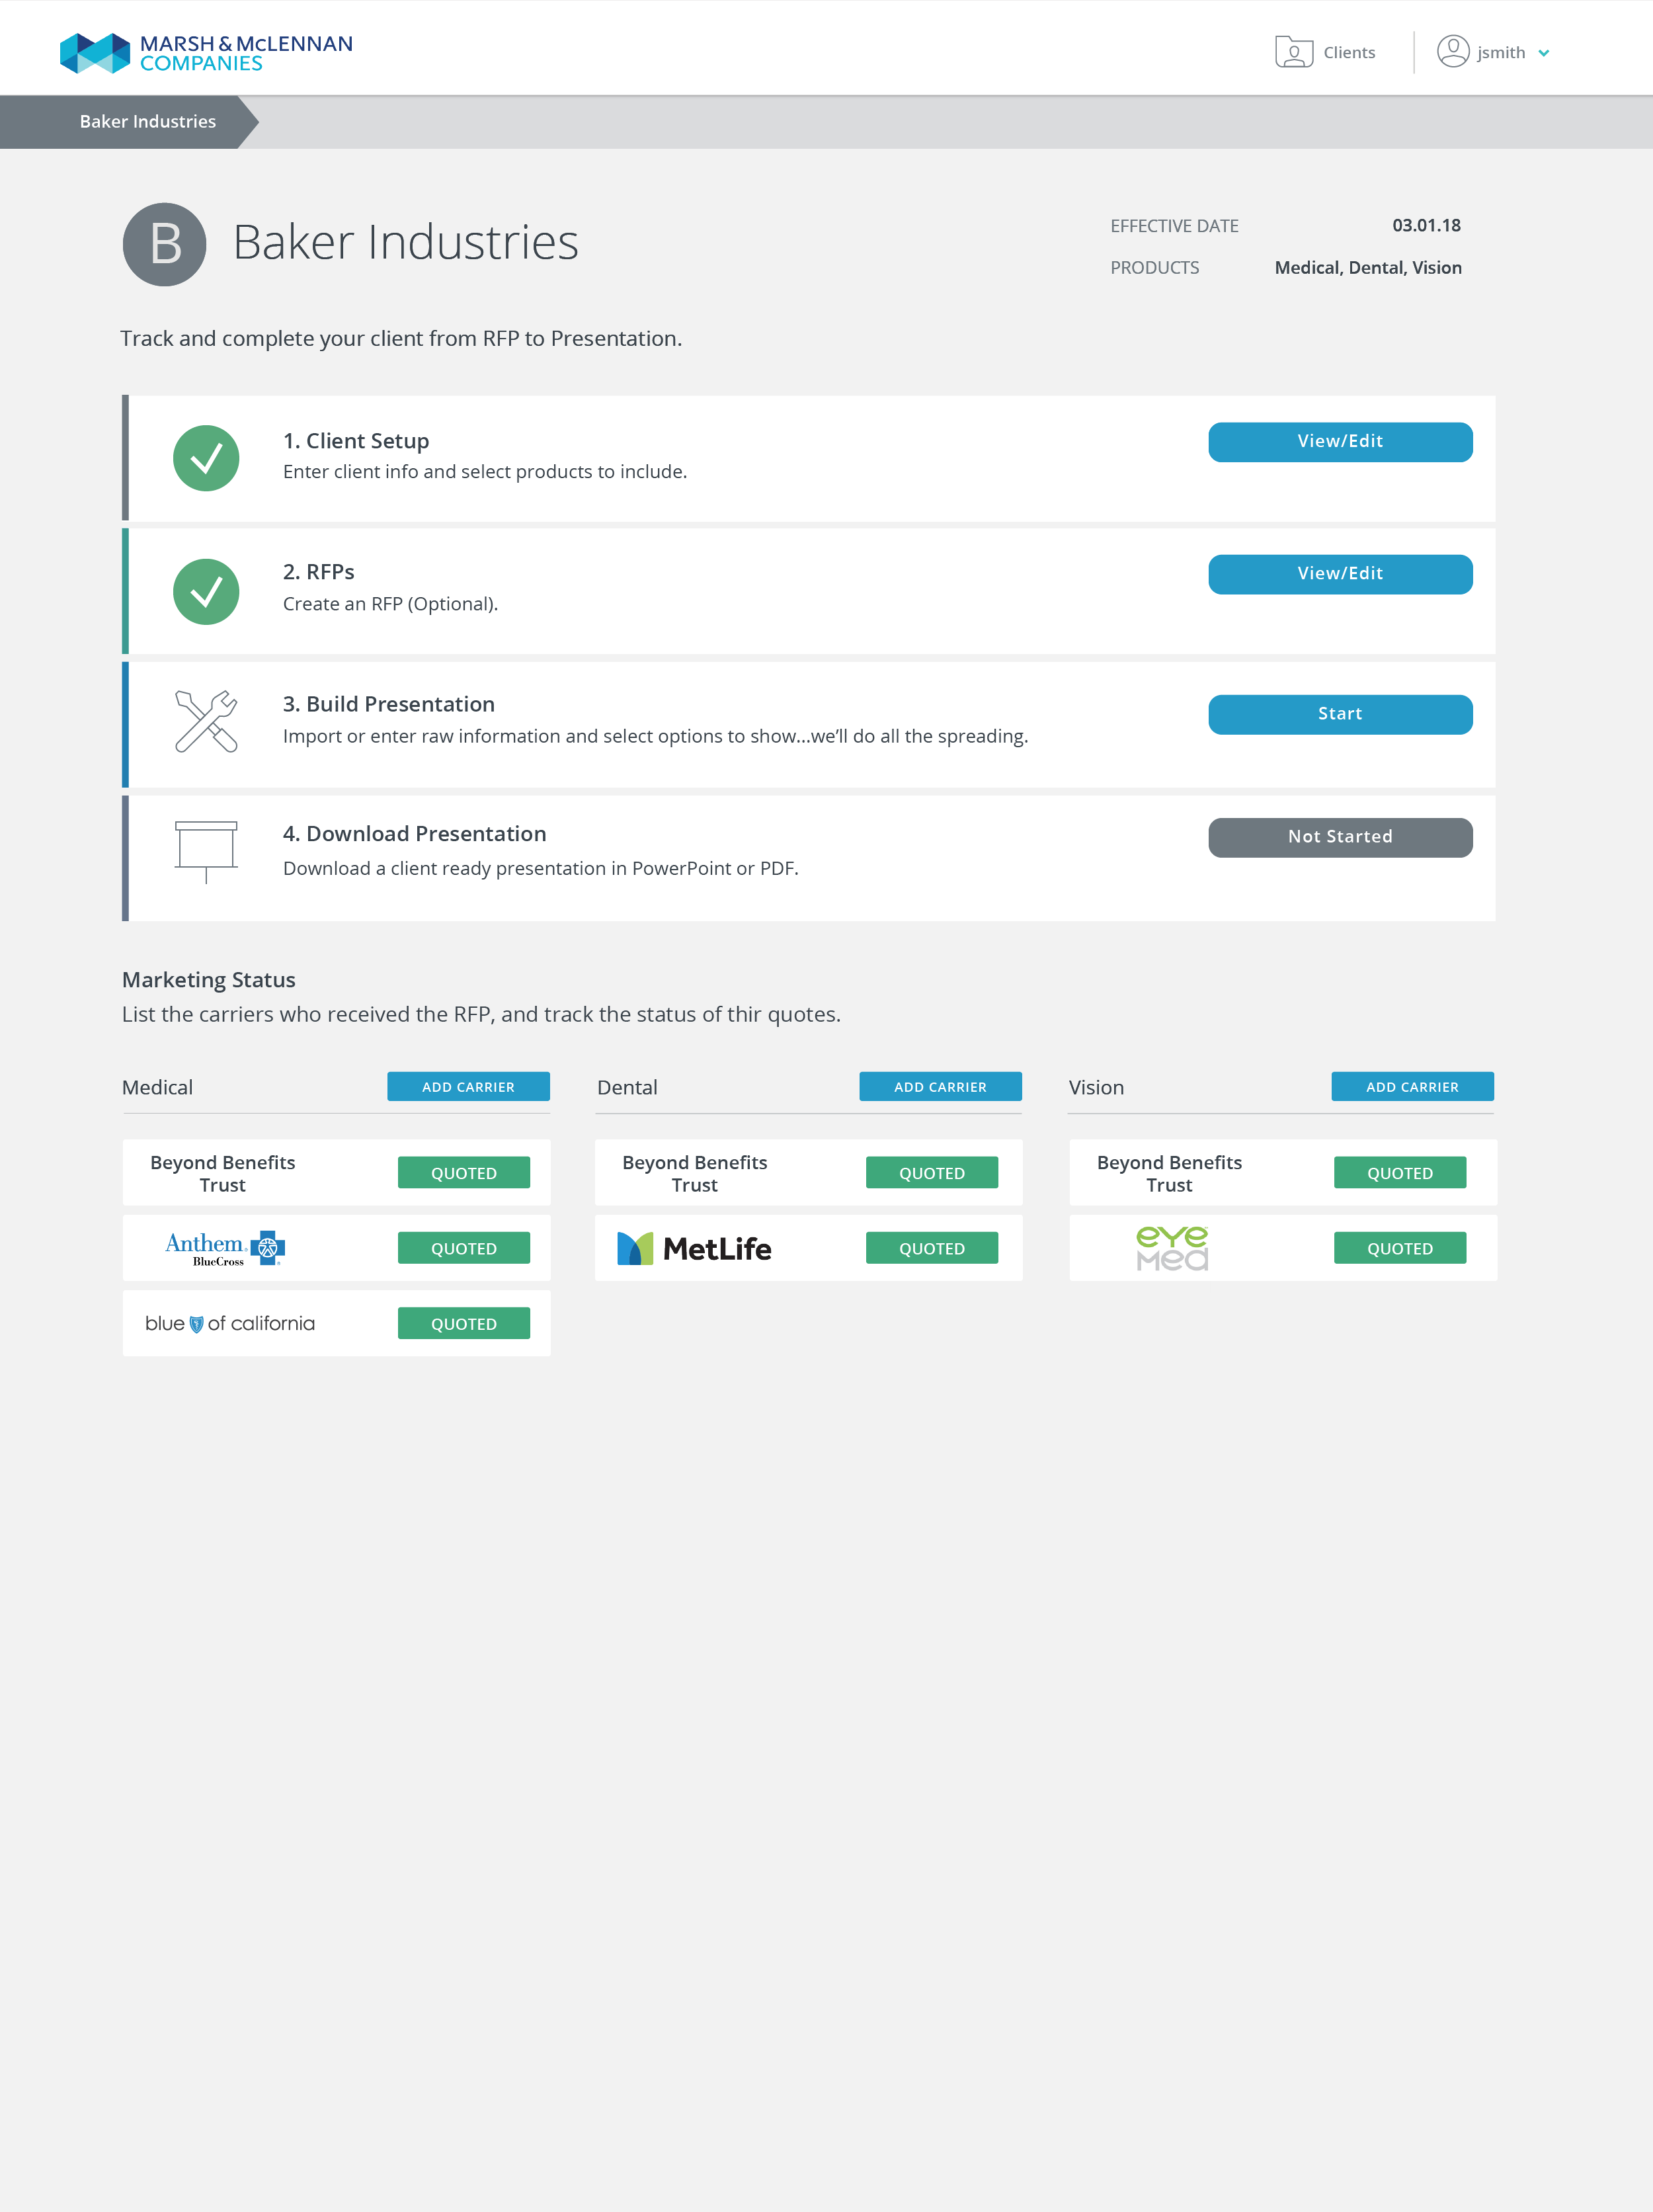 MARSH & McLENNAN
COMPANIES
Clients
jsmith
Baker Industries
B
Baker Industries
EFFECTIVE DATE 03.01.18
PRODUCTS Medical, Dental, Vision
Track and complete your client from RFP to Presentation.
1. Client Setup
Enter client info and select products to include.
View/Edit
2. RFPs
Create an RFP (Optional).
View/Edit
3. Build Presentation
Import or enter raw information and select options to show...we'll do all the spreading.
Start
4. Download Presentation
Download a client ready presentation in PowerPoint or PDF.
Not Started
Marketing Status
List the carriers who received the RFP, and track the status of thir quotes.
Medical
ADD CARRIER
Beyond Benefits
Trust
QUOTED
Anthem
BlueCross
QUOTED
blue of california
QUOTED
Dental
ADD CARRIER
Beyond Benefits
Trust
QUOTED
MetLife
QUOTED
Vision
ADD CARRIER
Beyond Benefits
Trust
QUOTED
eye
med
QUOTED